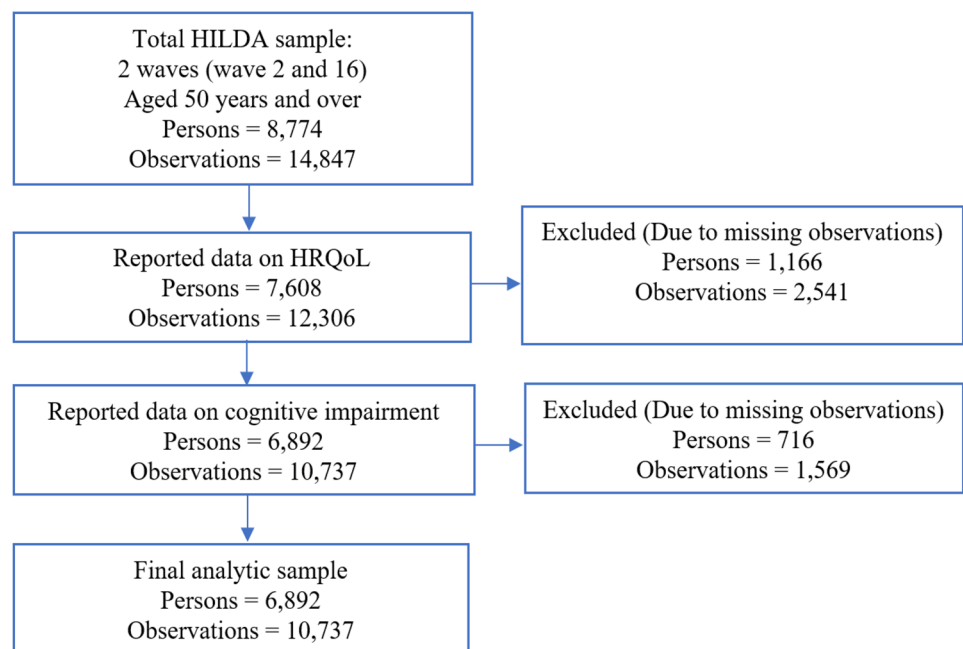 Total HILDA sample:
2 waves (wave 2 and 16)
Aged 50 years and over
Persons = 8,774
Observations = 14,847
Reported data on HRQoL
Persons = 7,608
Observations = 12,306
Excluded (Due to missing observations)
Persons = 1,166
Observations = 2,541
Reported data on cognitive impairment
Persons = 6,892
Observations = 10,737
Excluded (Due to missing observations)
Persons = 716
Observations = 1,569
Final analytic sample
Persons = 6,892
Observations = 10,737